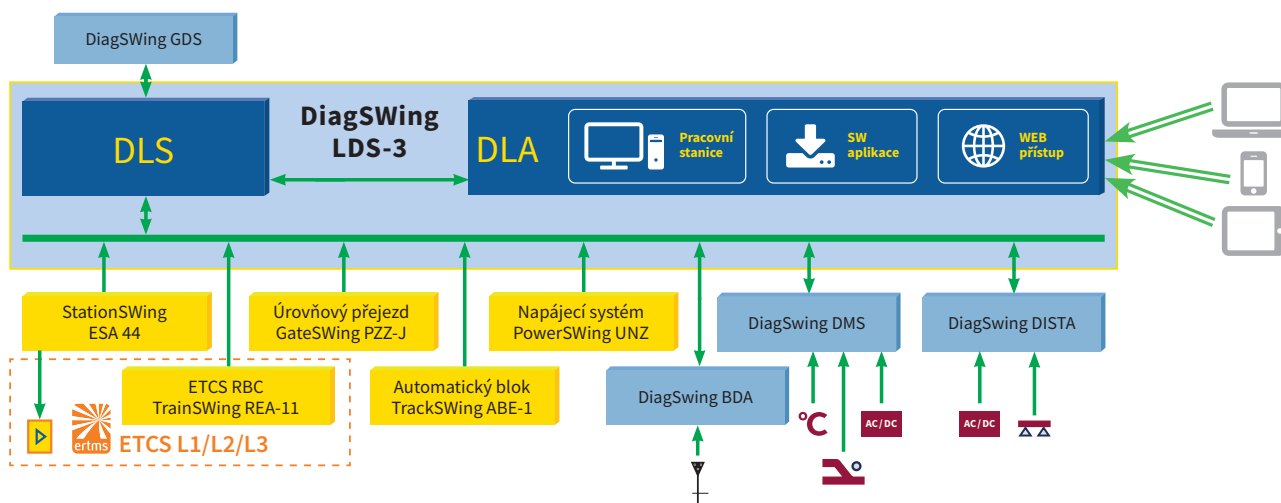 DiagSWing GDS
DLS
DiagSWing
LDS-3
DLA
Pracovní
stanice
SW
aplikace
WEB
přístup
StationSWing
ESA 44
Úrovňový přejezd
GateSWing PZZ-J
Napájecí systém
PowerSWing UNZ
DiagSwing DMS
DiagSwing DISTA
ETCS RBC
TrainSWing REA-11
Automatický blok
TrackSWing ABE-1
DiagSwing BDA
°C
AC/DC
AC/DC
ertms
ETCS L1/L2/L3